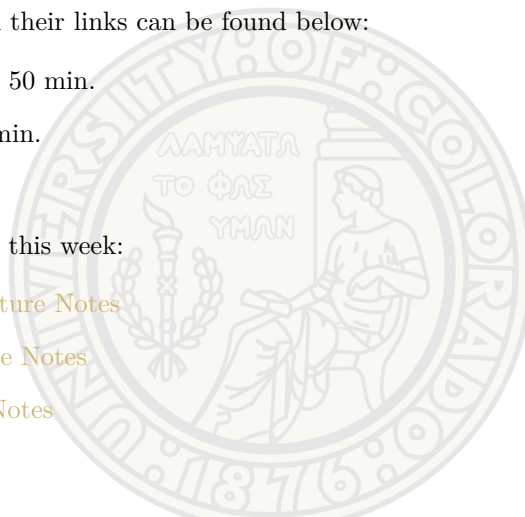 their links can be found below:
50 min.
min.
this week:
ture Notes
e Notes
Notes
UNIVERSITY·OF·COLORADO·
·1876·
ΛΑΜΨΑΤΩ
ΤΟ ΦΩΣ
ΥΜΩΝ